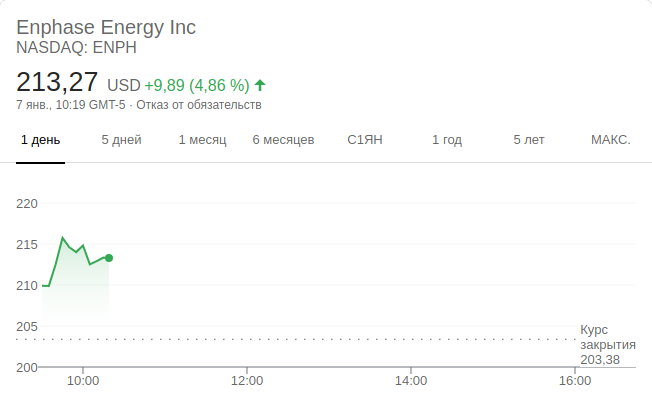 Enphase Energy Inc
NASDAQ: ENPH
213,27 USD +9,89 (4,86 %)
7 янв., 10:19 GMT-5 · Отказ от обязательств
1 день 5 дней 1 месяц 6 месяцев С1ЯН 1 год 5 лет МАКС.
220
215
210
205
Курс
закрытия
203,38
200
10:00 12:00 14:00 16:00